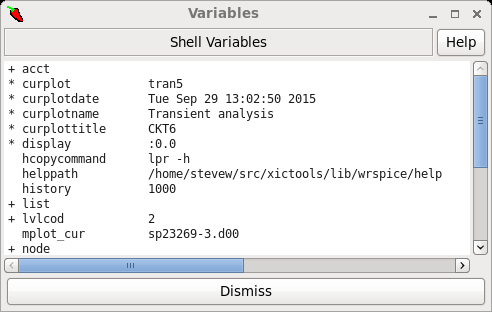 Variables
Shell Variables
Help
+ acct
* curplot tran5
* curplotdate Tue Sep 29 13:02:50 2015
* curplotname Transient analysis
* curplottitle CKT6
* display :0.0
hcopycommand lpr -h
helppath /home/stevew/src/xictools/lib/wrspice/help
history 1000
+ list
+ lvlcod 2
mplot_cur sp23269-3.d00
+ node
Dismiss